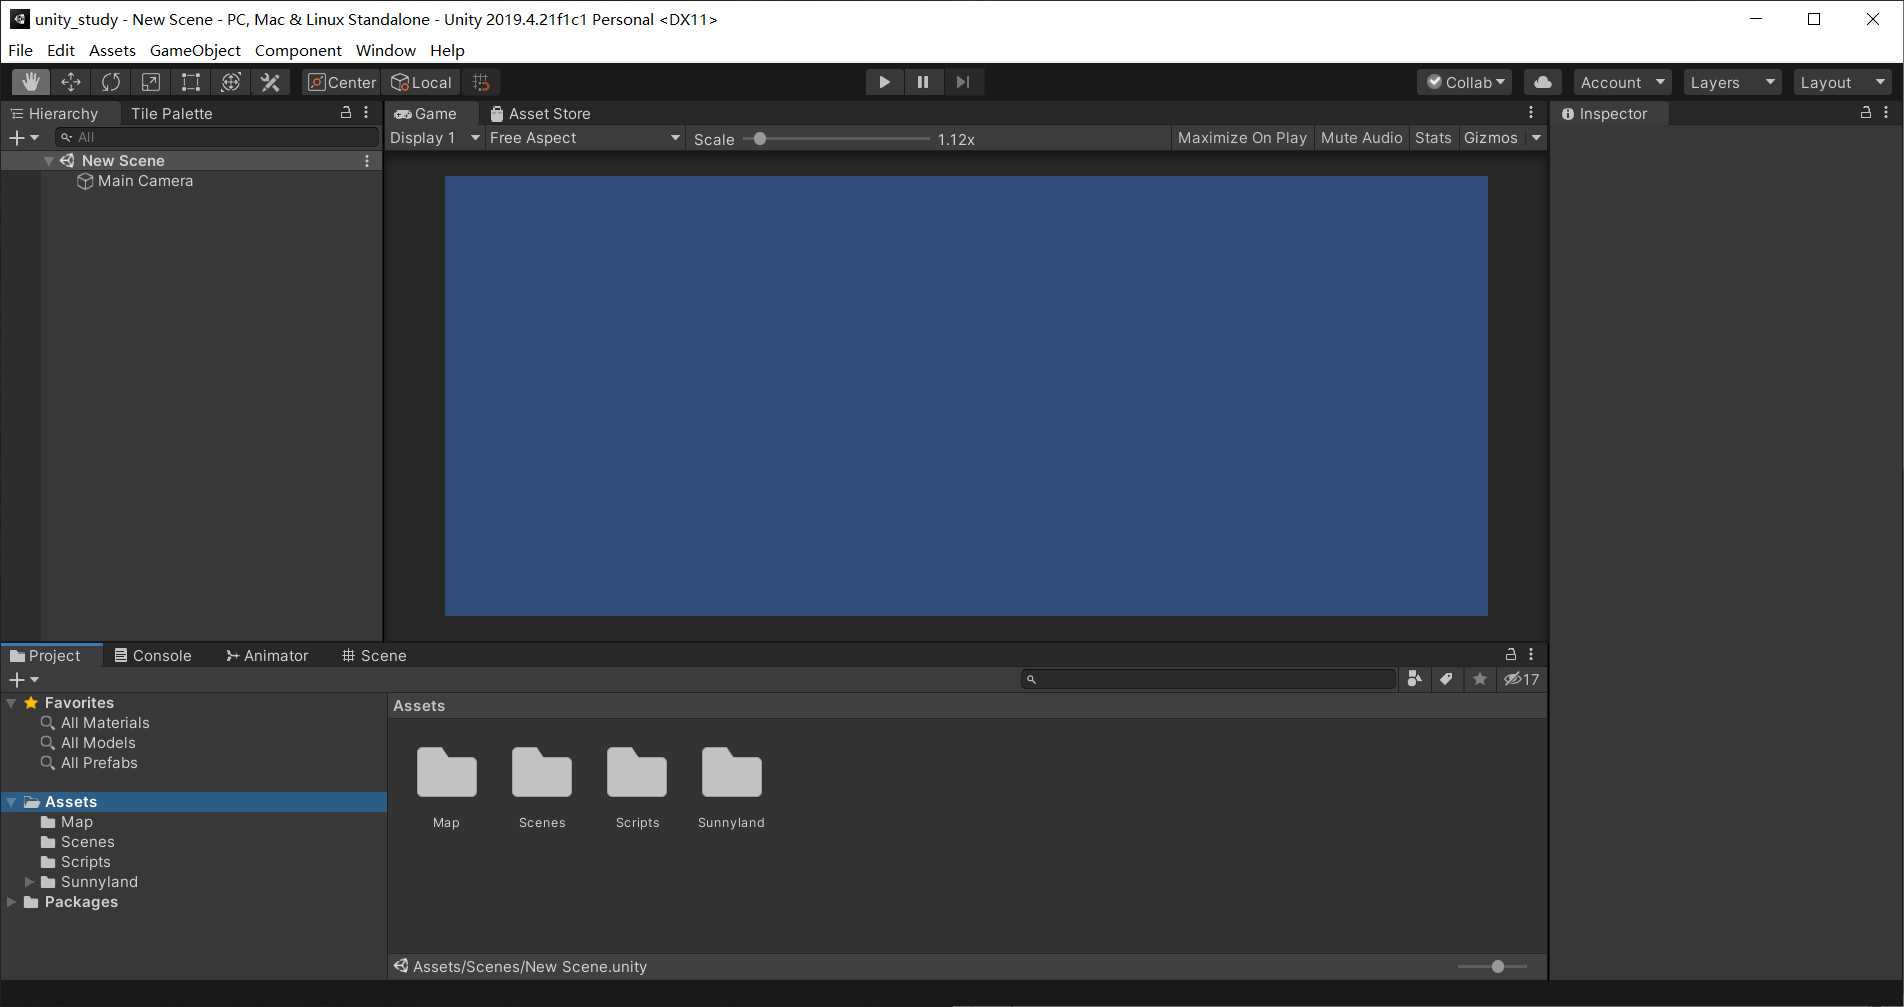 unity_study - New Scene - PC, Mac & Linux Standalone - Unity 2019.4.21f1c1 Personal <DX11>
File Edit Assets GameObject Component Window Help
Center Local Collab Account Layers Layout
Hierarchy Tile Palette Game Asset Store Inspector
All Display 1 Free Aspect Scale 1.12x Maximize On Play Mute Audio Stats Gizmos
New Scene
Main Camera
Project Console Animator Scene
17
Favorites
All Materials
All Models
All Prefabs
Assets
Map
Scenes
Scripts
Sunnyland
Packages
Assets
Map Scenes Scripts Sunnyland
Assets/Scenes/New Scene.unity